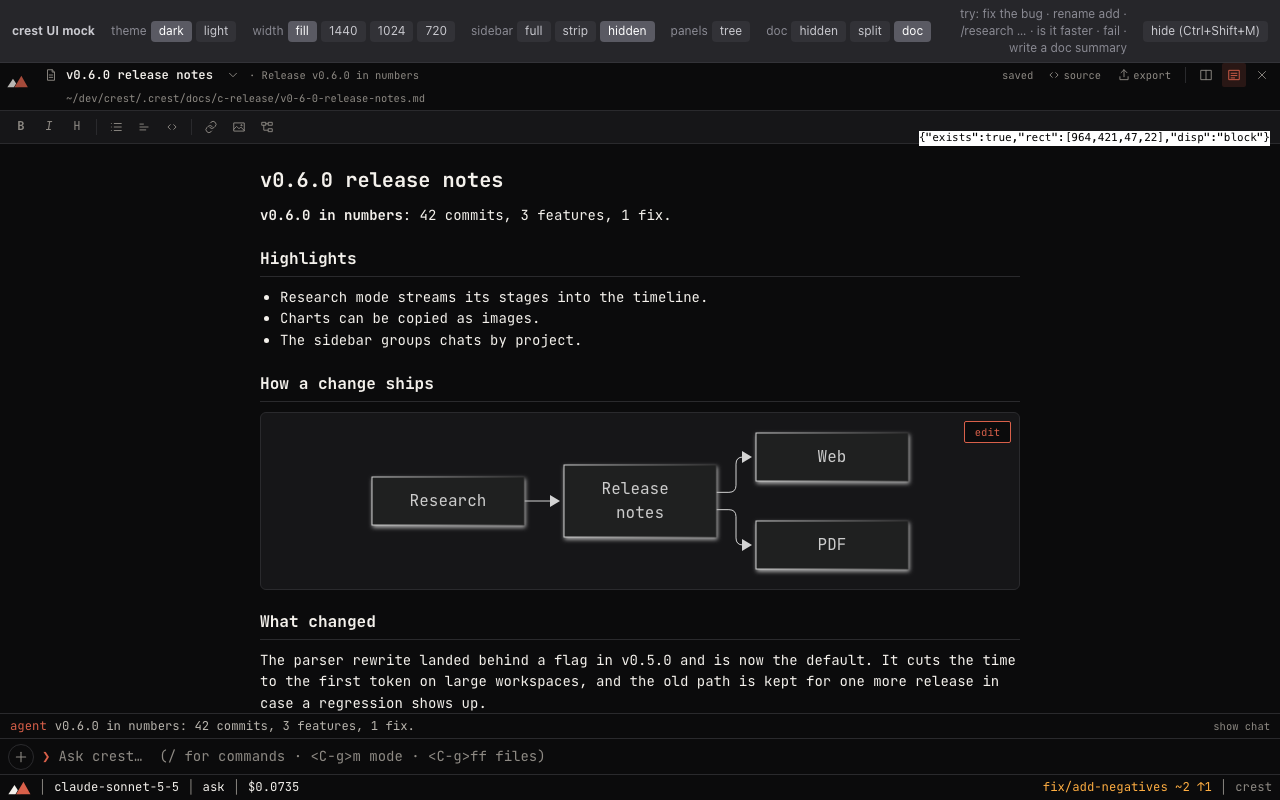 crest UI mock theme dark light width fill 1440 1024 720 sidebar full strip hidden panels tree doc hidden split doc
try: fix the bug · rename add ·
/research … · is it faster · fail ·
write a doc summary
hide (Ctrl+Shift+M)
v0.6.0 release notes · Release v0.6.0 in numbers saved source export
~/dev/crest/.crest/docs/c-release/v0-6-0-release-notes.md
B I H
{"exists":true,"rect":[964,421,47,22],"disp":"block"}
v0.6.0 release notes
v0.6.0 in numbers: 42 commits, 3 features, 1 fix.
Highlights
• Research mode streams its stages into the timeline.
• Charts can be copied as images.
• The sidebar groups chats by project.
How a change ships
edit
Research
Release
notes
Web
PDF
What changed
The parser rewrite landed behind a flag in v0.5.0 and is now the default. It cuts the time
to the first token on large workspaces, and the old path is kept for one more release in
case a regression shows up.
agent v0.6.0 in numbers: 42 commits, 3 features, 1 fix. show chat
❯ Ask crest… (/ for commands · <C-g>m mode · <C-g>ff files)
claude-sonnet-5-5 │ ask │ $0.0735 fix/add-negatives ~2 ↑1 │ crest